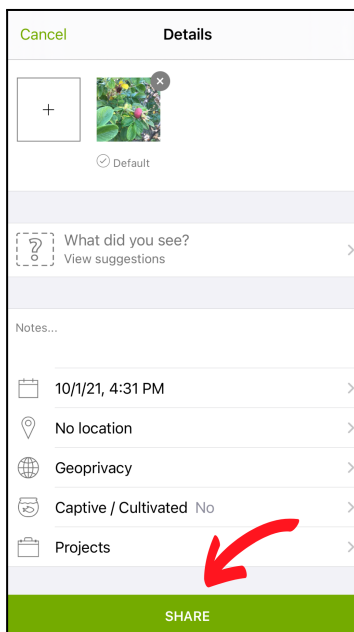 Cancel Details
Default
What did you see?
View suggestions
Notes...
10/1/21, 4:31 PM
No location
Geoprivacy
Captive / Cultivated No
Projects
SHARE